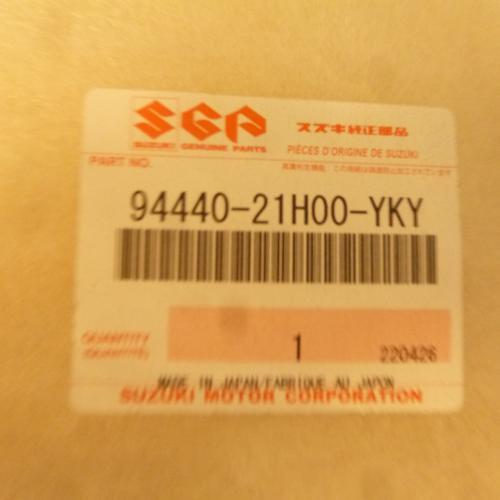 SGP
SUZUKI GENUINE PARTS
スズキ純正部品
PIÈCES D'ORIGINE DE SUZUKI
PART NO.
94440-21H00-YKY
QUANTITY
(QUANTITÉ)
1
220426
MADE IN JAPAN/FABRIQUE AU JAPON
SUZUKI MOTOR CORPORATION